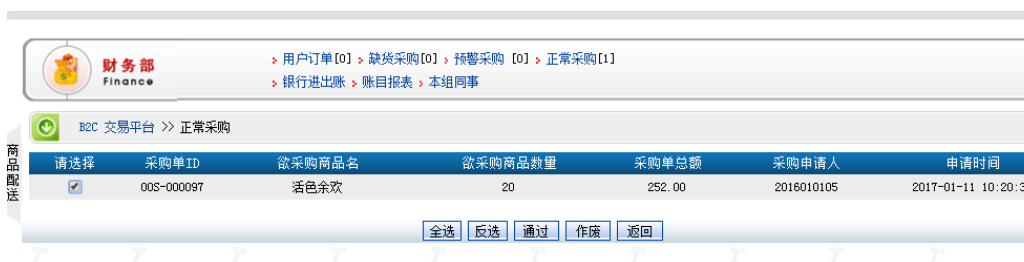 财务部
Finance
用户订单[0] 缺货采购[0] 预警采购 [0] 正常采购[1]
银行进出账 账目报表 本组同事
B2C 交易平台 >> 正常采购
商品配送
请选择 采购单ID 欲采购商品名 欲采购商品数量 采购单总额 采购申请人 申请时间
00S-000097 活色余欢 20 252.00 2016010105 2017-01-11 10:20:3
全选 反选 通过 作废 返回